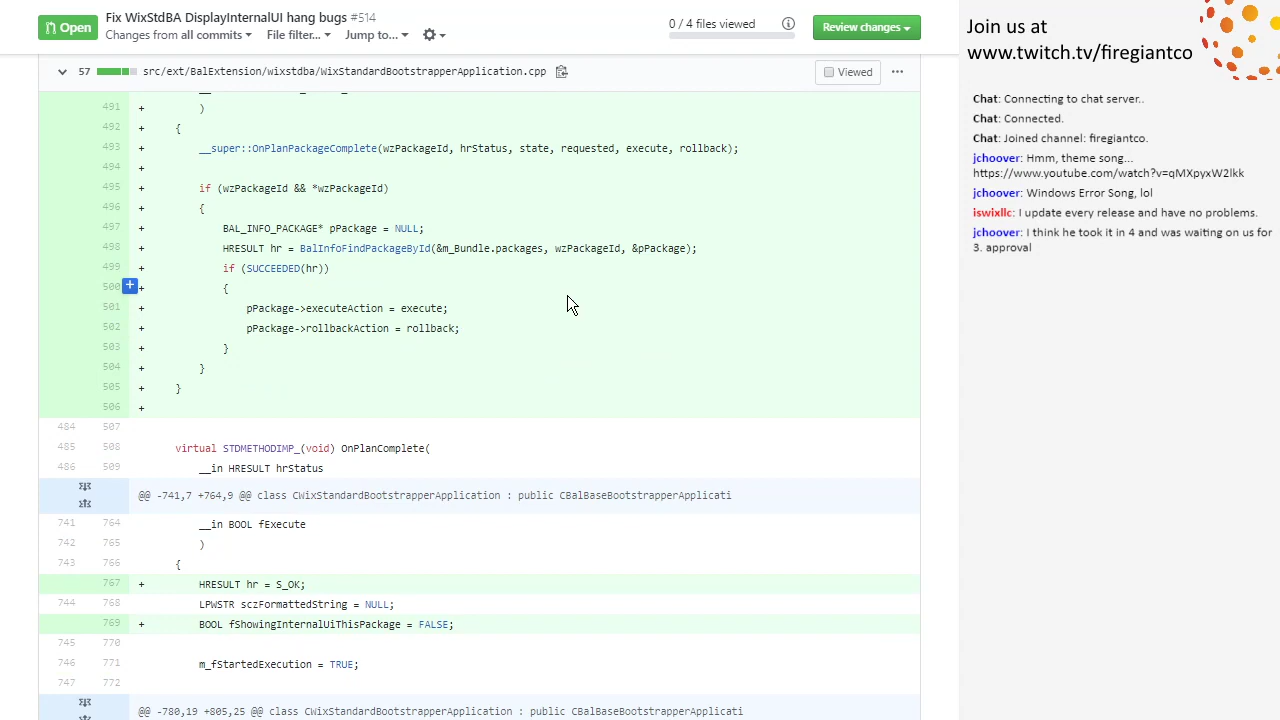 Open
Fix WixStdBA DisplayInternalUI hang bugs #514
Changes from all commits File filter... Jump to...
0 / 4 files viewed
Review changes
57 src/ext/BalExtension/wixstdba/WixStandardBootstrapperApplication.cpp
Viewed
491 + )
492 + {
493 + __super::OnPlanPackageComplete(wzPackageId, hrStatus, state, requested, execute, rollback);
494 +
495 + if (wzPackageId && *wzPackageId)
496 + {
497 + BAL_INFO_PACKAGE* pPackage = NULL;
498 + HRESULT hr = BalInfoFindPackageById(&m_Bundle.packages, wzPackageId, &pPackage);
499 + if (SUCCEEDED(hr))
500 + {
501 + pPackage->executeAction = execute;
502 + pPackage->rollbackAction = rollback;
503 + }
504 + }
505 + }
506 +
484 507
485 508 virtual STDMETHODIMP_(void) OnPlanComplete(
486 509 __in HRESULT hrStatus
@@ -741,7 +764,9 @@ class CWixStandardBootstrapperApplication : public CBalBaseBootstrapperApplicati
741 764 __in BOOL fExecute
742 765 )
743 766 {
767 + HRESULT hr = S_OK;
744 768 LPWSTR sczFormattedString = NULL;
769 + BOOL fShowingInternalUiThisPackage = FALSE;
745 770
746 771 m_fStartedExecution = TRUE;
747 772
@@ -780,19 +805,25 @@ class CWixStandardBootstrapperApplication : public CBalBaseBootstrapperApplicati
Join us at
www.twitch.tv/firegiantco
Chat: Connecting to chat server..
Chat: Connected.
Chat: Joined channel: firegiantco.
jchoover: Hmm, theme song...
https://www.youtube.com/watch?v=qMXpyxW2lkk
jchoover: Windows Error Song, lol
iswixllc: I update every release and have no problems.
jchoover: I think he took it in 4 and was waiting on us for
3. approval